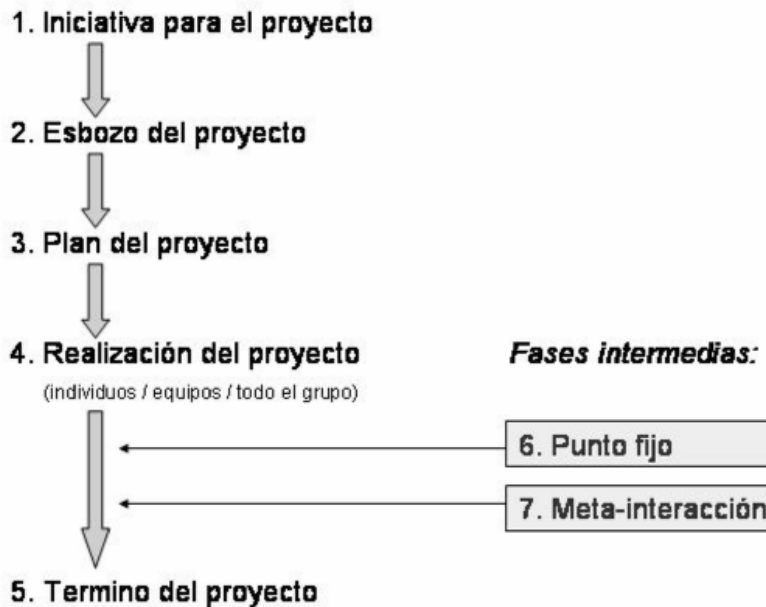 1. Iniciativa para el proyecto
2. Esbozo del proyecto
3. Plan del proyecto
4. Realización del proyecto
(individuos / equipos / todo el grupo)
Fases intermedias:
6. Punto fijo
7. Meta-interacción
5. Termino del proyecto